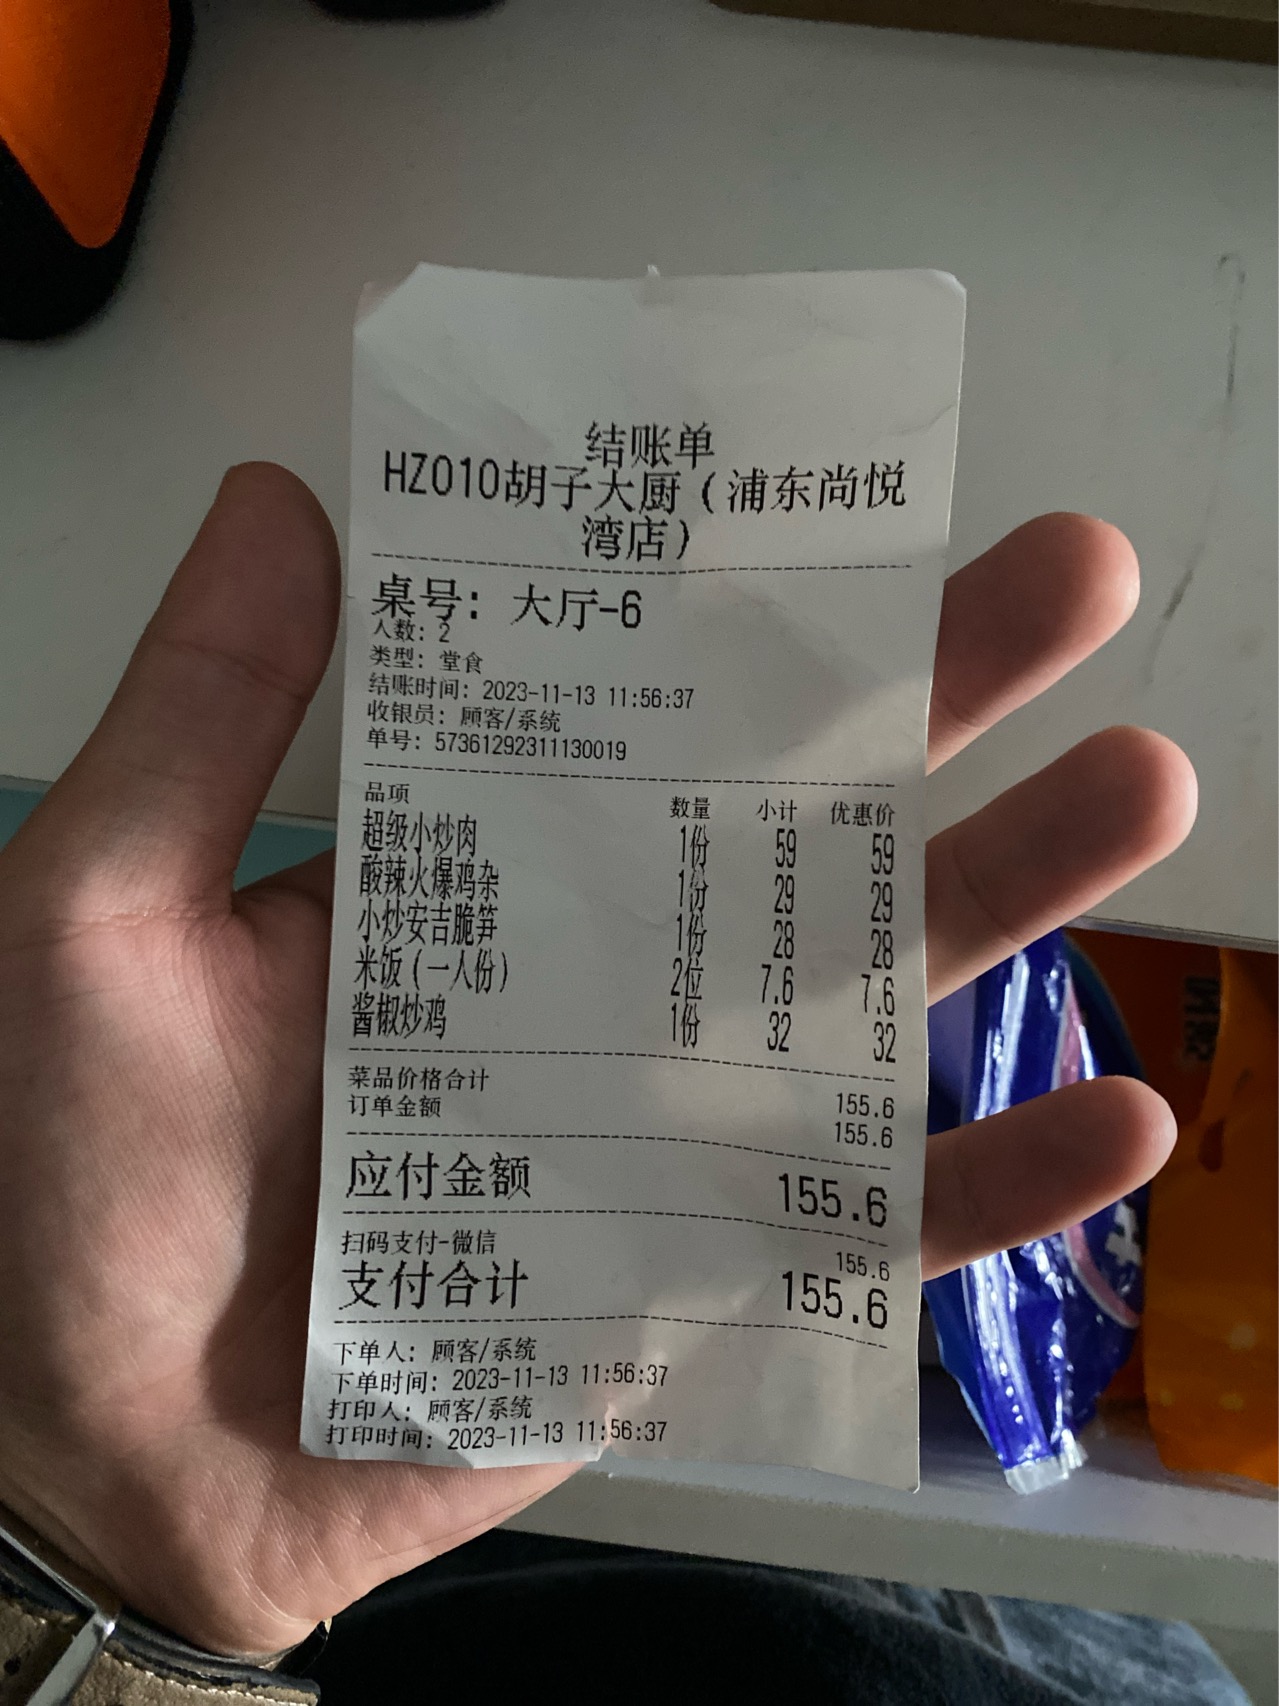 结账单
HZ010胡子大厨（浦东尚悦
湾店）
桌号: 大厅-6
人数: 2
类型: 堂食
结账时间: 2023-11-13 11:56:37
收银员: 顾客/系统
单号: 57361292311130019
品项 数量 小计 优惠价
超级小炒肉 1份 59 59
酸辣火爆鸡杂 1份 29 29
小炒安吉脆笋 1份 28 28
米饭（一人份） 2位 7.6 7.6
酱椒炒鸡 1份 32 32
菜品价格合计 155.6
订单金额 155.6
应付金额 155.6
扫码支付-微信 155.6
支付合计 155.6
下单人: 顾客/系统
下单时间: 2023-11-13 11:56:37
打印人: 顾客/系统
打印时间: 2023-11-13 11:56:37